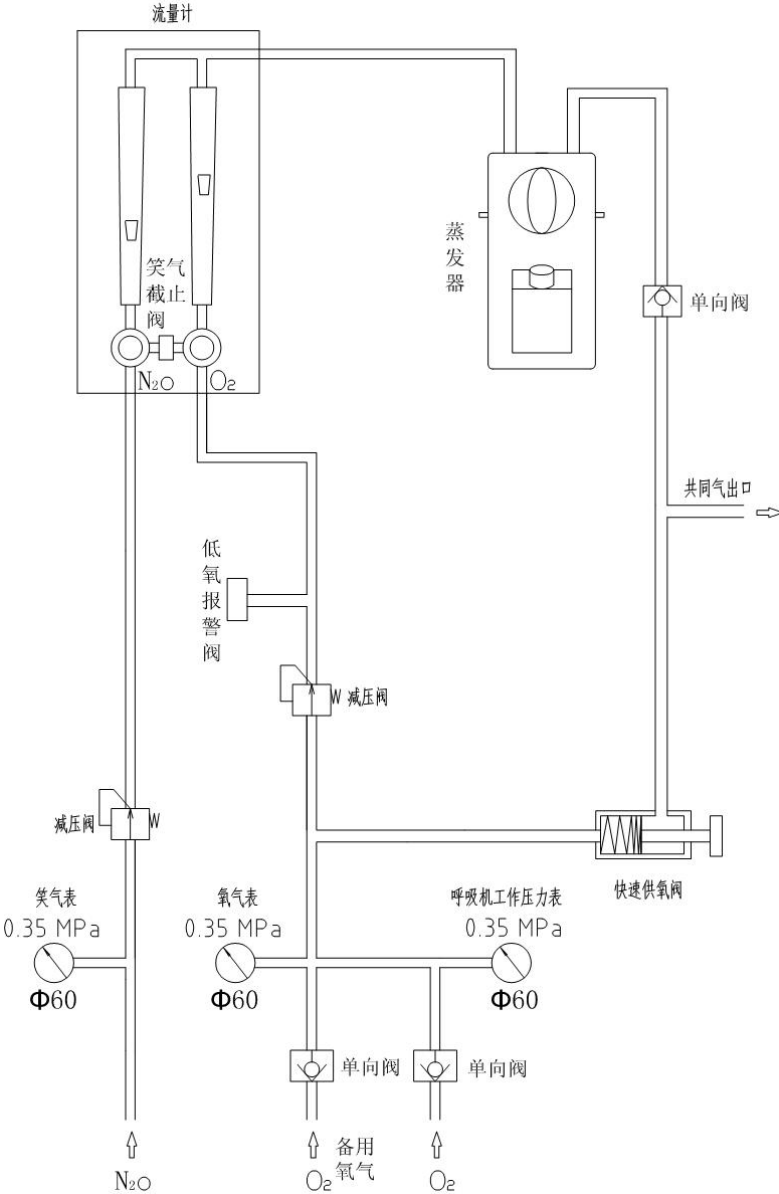 流量计
笑气
截止
阀
N₂O
O₂
蒸
发
器
单向阀
共同气出口
低
氧
报
警
阀
W 减压阀
减压阀 W
快速供氧阀
笑气表
0.35 MPa
Φ60
氧气表
0.35 MPa
Φ60
呼吸机工作压力表
0.35 MPa
Φ60
单向阀
单向阀
N₂O
O₂
备用
氧气
O₂